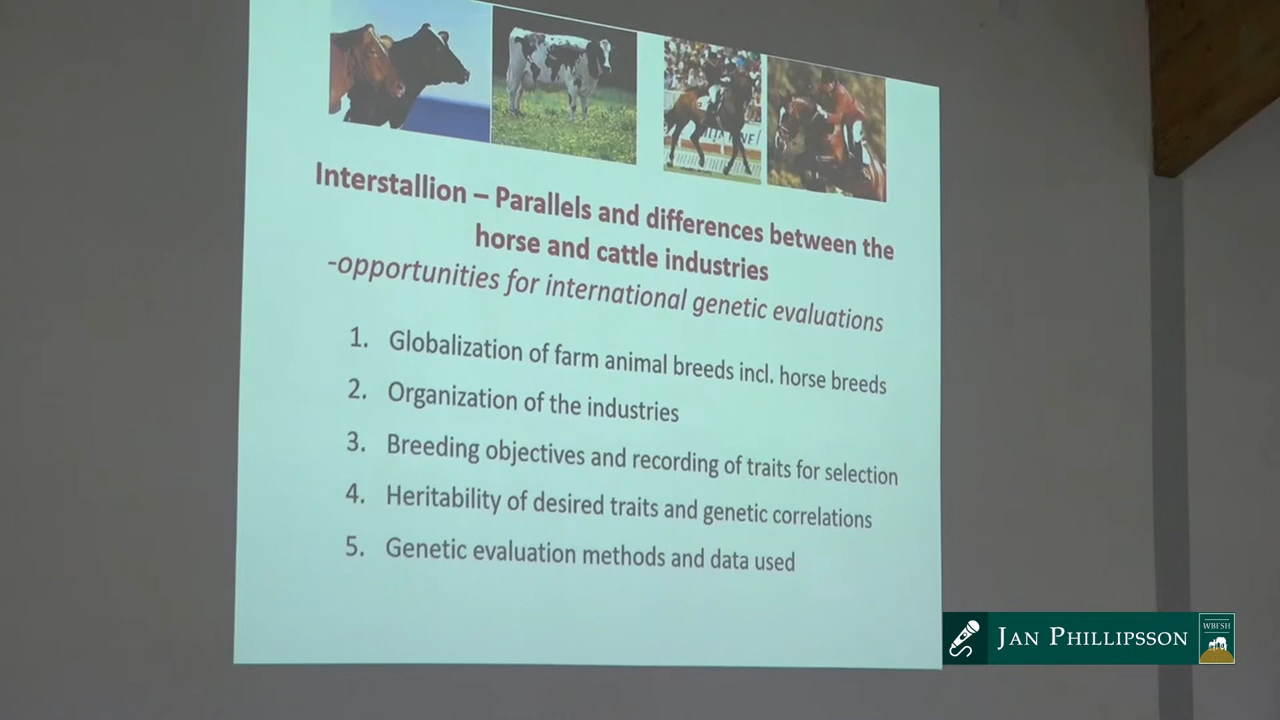 Interstallion – Parallels and differences between the
horse and cattle industries
-opportunities for international genetic evaluations
1. Globalization of farm animal breeds incl. horse breeds
2. Organization of the industries
3. Breeding objectives and recording of traits for selection
4. Heritability of desired traits and genetic correlations
5. Genetic evaluation methods and data used
Jan Phillipsson
WBFSH